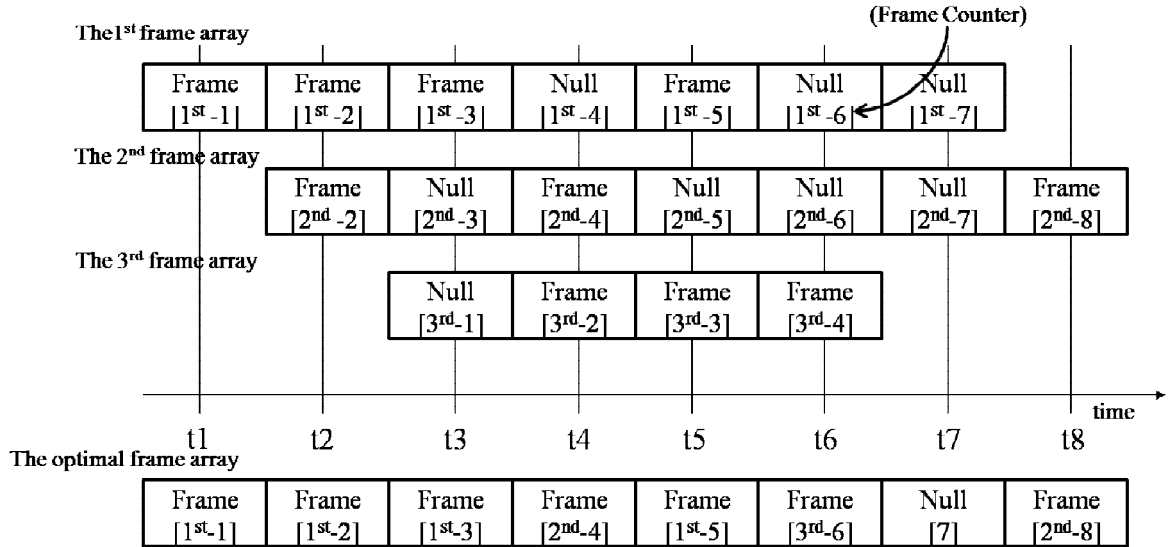 (Frame Counter)
The1st frame array
Frame Frame Frame Null Frame Null Null
[1st -1] [1st -2] [1st -3] [1st -4] [1st -5] [1st -6] [1st -7]
The 2nd frame array
Frame Null Frame Null Null Null Frame
[2nd -2] [2nd-3] [2nd-4] [2nd-5] [2nd-6] [2nd-7] [2nd-8]
The 3rd frame array
Null Frame Frame Frame
[3rd-1] [3rd-2] [3rd-3] [3rd-4]
time
t1 t2 t3 t4 t5 t6 t7 t8
The optimal frame array
Frame Frame Frame Frame Frame Frame Null Frame
[1st-1] [1st-2] [1st-3] [2nd-4] [1st-5] [3rd-6] [7] [2nd-8]